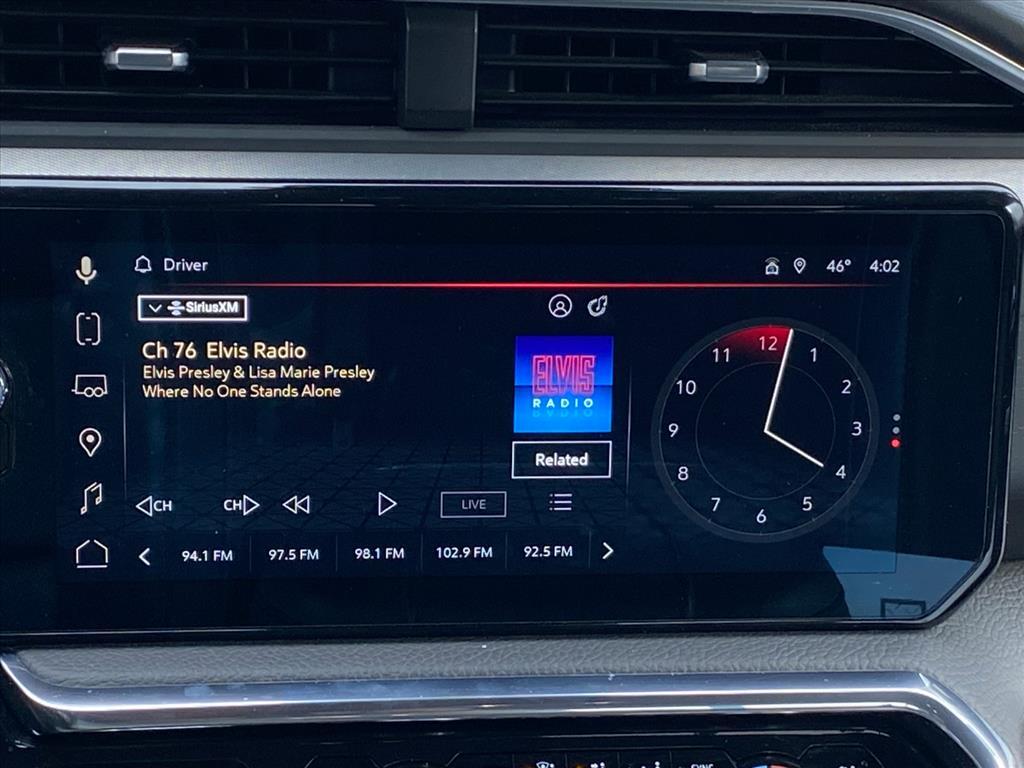 Driver
46° 4:02
SiriusXM
Ch 76 Elvis Radio
Elvis Presley & Lisa Marie Presley
Where No One Stands Alone
ELVIS
RADIO
Related
CH
CH
LIVE
94.1 FM 97.5 FM 98.1 FM 102.9 FM 92.5 FM
12
1
2
3
4
5
6
7
8
9
10
11
SYNC